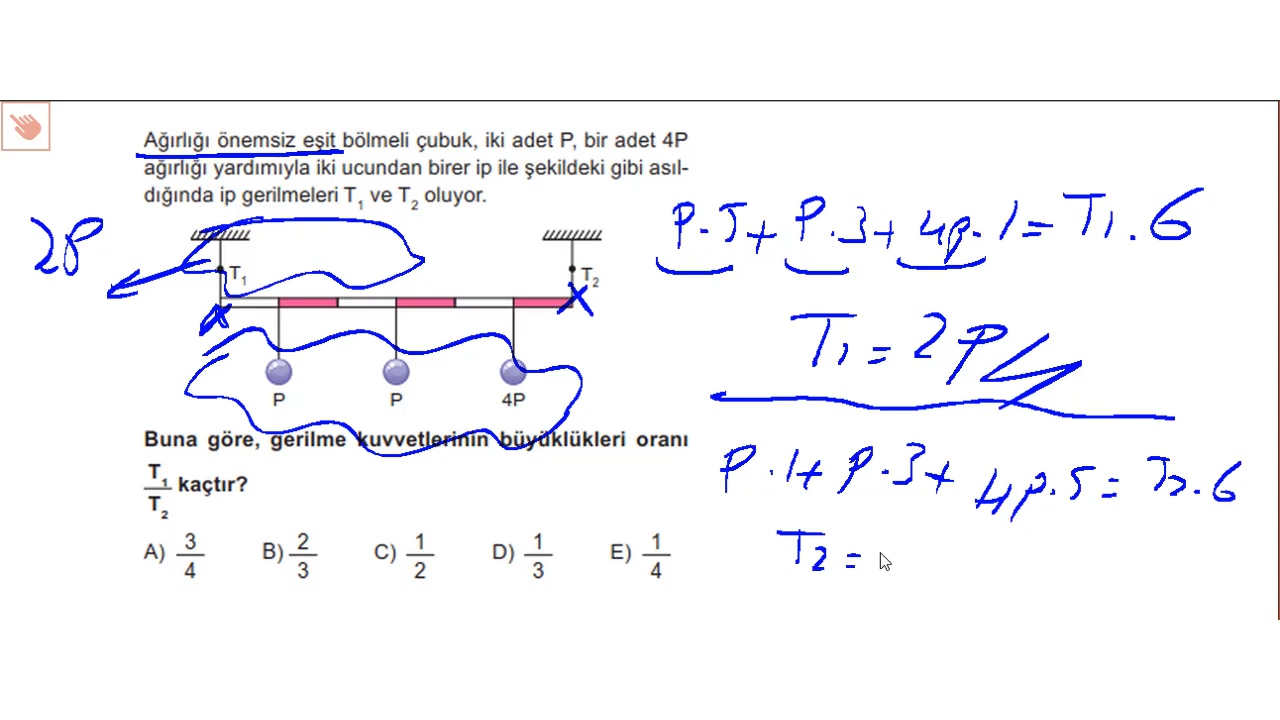 Ağırlığı önemsiz eşit bölmeli çubuk, iki adet P, bir adet 4P
ağırlığı yardımıyla iki ucundan birer ip ile şekildeki gibi asıl-
dığında ip gerilmeleri T1 ve T2 oluyor.
2P
T1
T2
x
X
P
P
4P
Buna göre, gerilme kuvvetlerinin büyüklükleri oranı
T1
T2
kaçtır?
A) 3/4 B) 2/3 C) 1/2 D) 1/3 E) 1/4
P.5+P.3+4P.1=T1.6
T1=2P
P.1+P.3+4P.5=T2.6
T2=